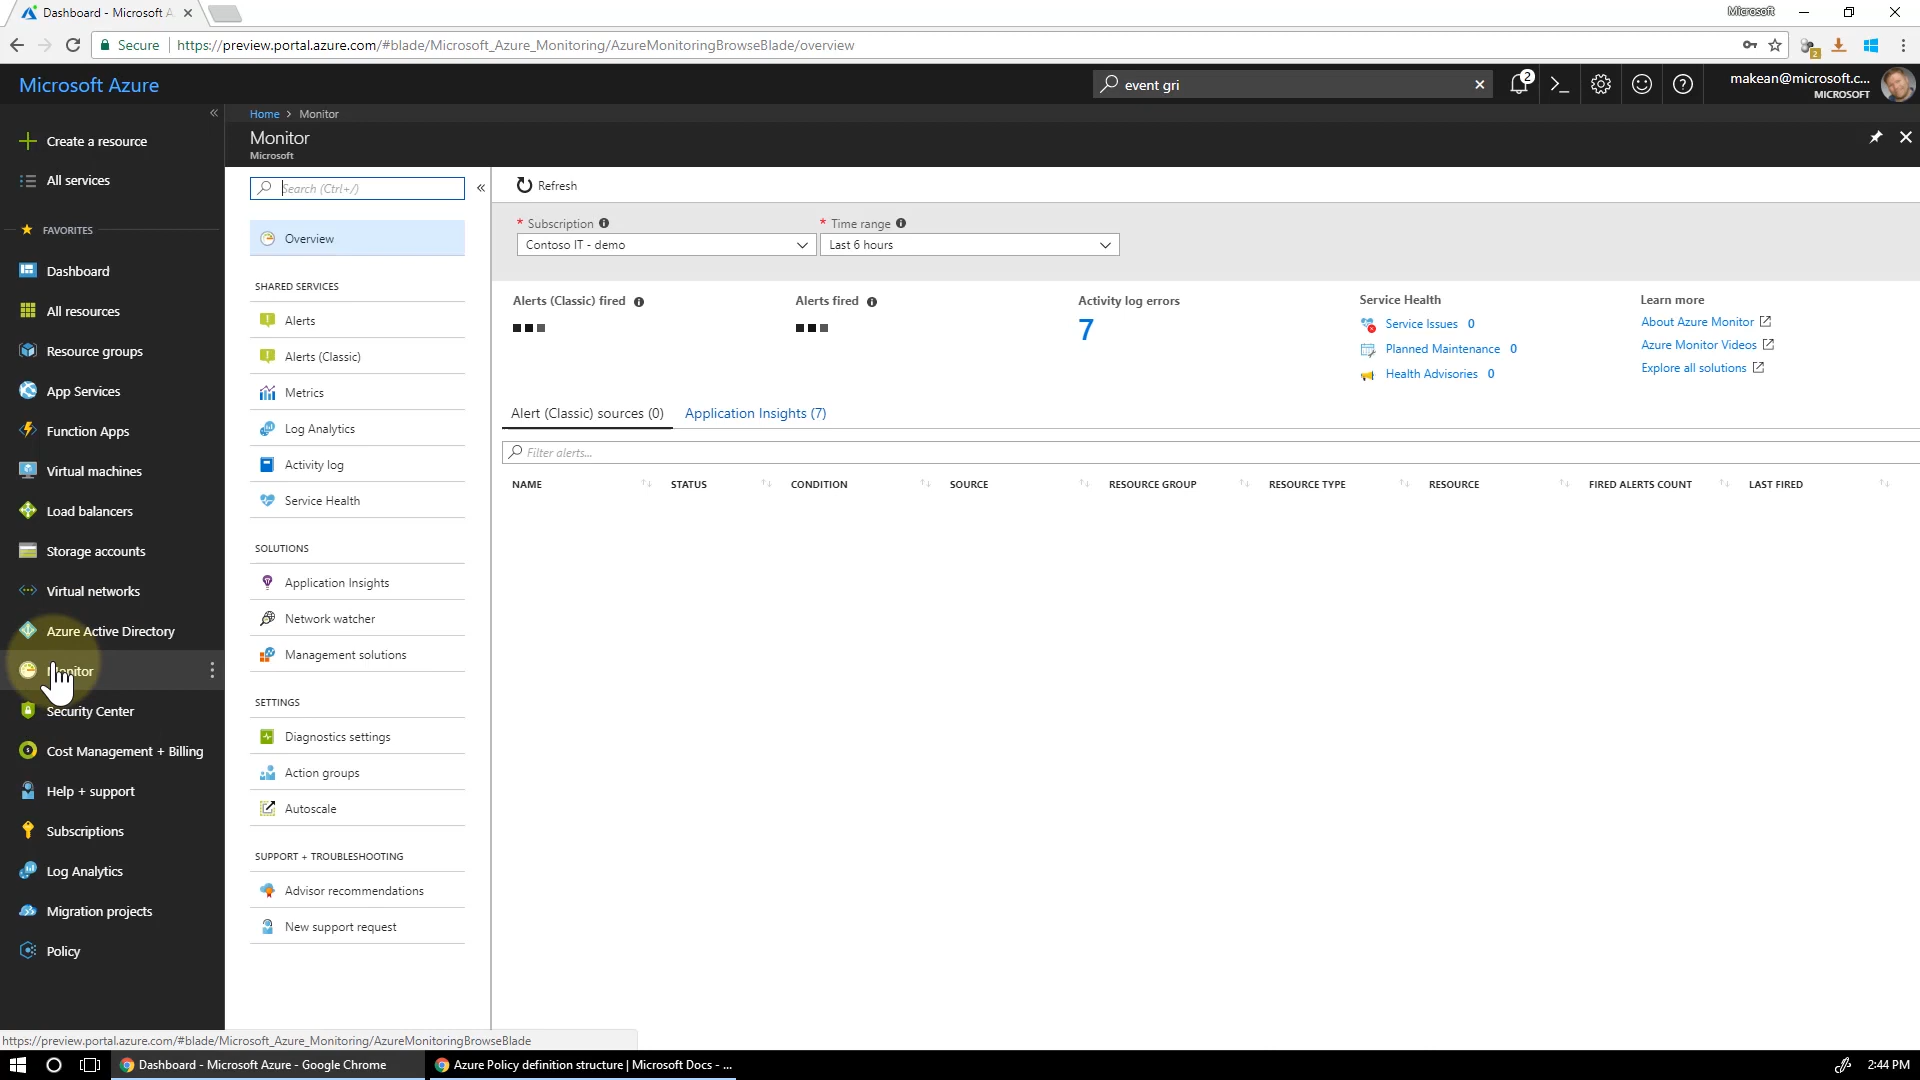 Dashboard - Microsoft A
Microsoft
Secure
https://preview.portal.azure.com/#blade/Microsoft_Azure_Monitoring/AzureMonitoringBrowseBlade/overview
2
Microsoft Azure
event gri
2
makean@microsoft.c...
MICROSOFT
Create a resource
All services
FAVORITES
Dashboard
All resources
Resource groups
App Services
Function Apps
Virtual machines
Load balancers
Storage accounts
Virtual networks
Azure Active Directory
Monitor
Security Center
Cost Management + Billing
Help + support
Subscriptions
Log Analytics
Migration projects
Policy
Home > Monitor
Monitor
Microsoft
Search (Ctrl+/)
Overview
SHARED SERVICES
Alerts
Alerts (Classic)
Metrics
Log Analytics
Activity log
Service Health
SOLUTIONS
Application Insights
Network watcher
Management solutions
SETTINGS
Diagnostics settings
Action groups
Autoscale
SUPPORT + TROUBLESHOOTING
Advisor recommendations
New support request
Refresh
* Subscription
* Time range
Contoso IT - demo
Last 6 hours
Alerts (Classic) fired
Alerts fired
Activity log errors
7
Service Health
Service Issues 0
Planned Maintenance 0
Health Advisories 0
Learn more
About Azure Monitor
Azure Monitor Videos
Explore all solutions
Alert (Classic) sources (0)
Application Insights (7)
Filter alerts...
NAME STATUS CONDITION SOURCE RESOURCE GROUP RESOURCE TYPE RESOURCE FIRED ALERTS COUNT LAST FIRED
https://preview.portal.azure.com/#blade/Microsoft_Azure_Monitoring/AzureMonitoringBrowseBlade
Dashboard - Microsoft Azure - Google Chrome
Azure Policy definition structure | Microsoft Docs - ...
2:44 PM